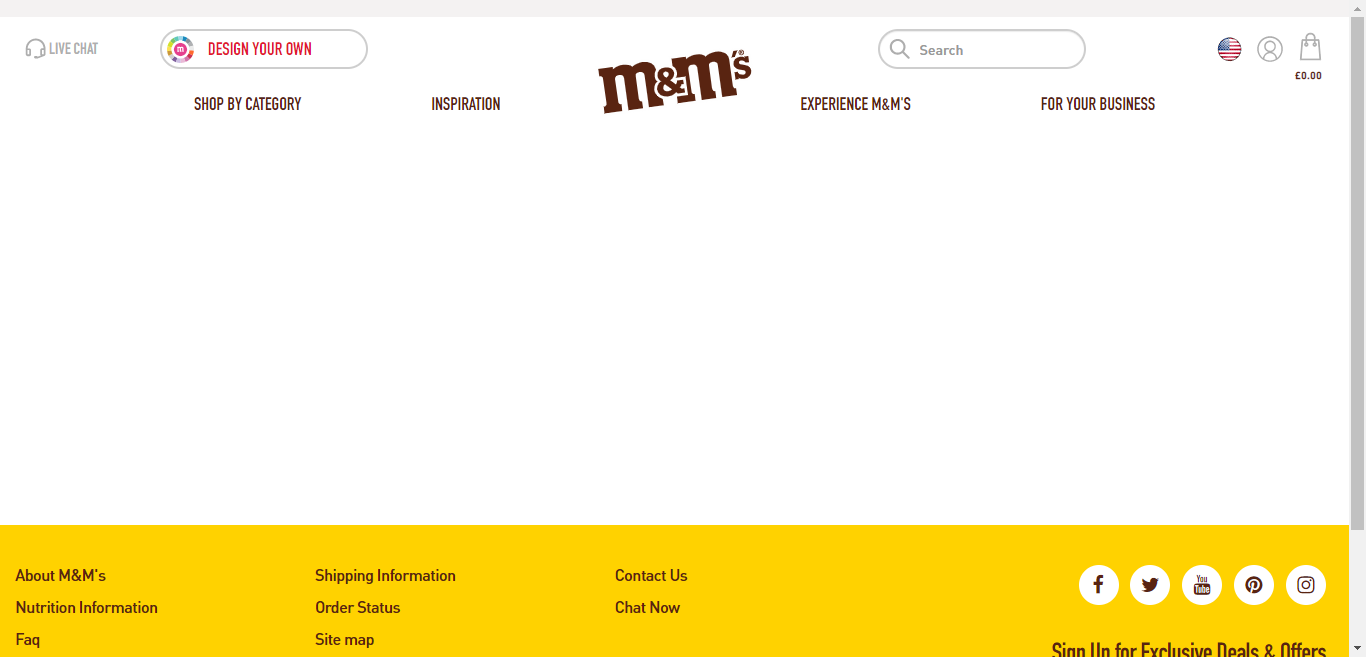 LIVE CHAT
DESIGN YOUR OWN
m
m&m's®
Search
£0.00
SHOP BY CATEGORY
INSPIRATION
EXPERIENCE M&M'S
FOR YOUR BUSINESS
About M&M's
Shipping Information
Contact Us
You Tube
Nutrition Information
Order Status
Chat Now
Faq
Site map
Sign Up for Exclusive Deals & Offers